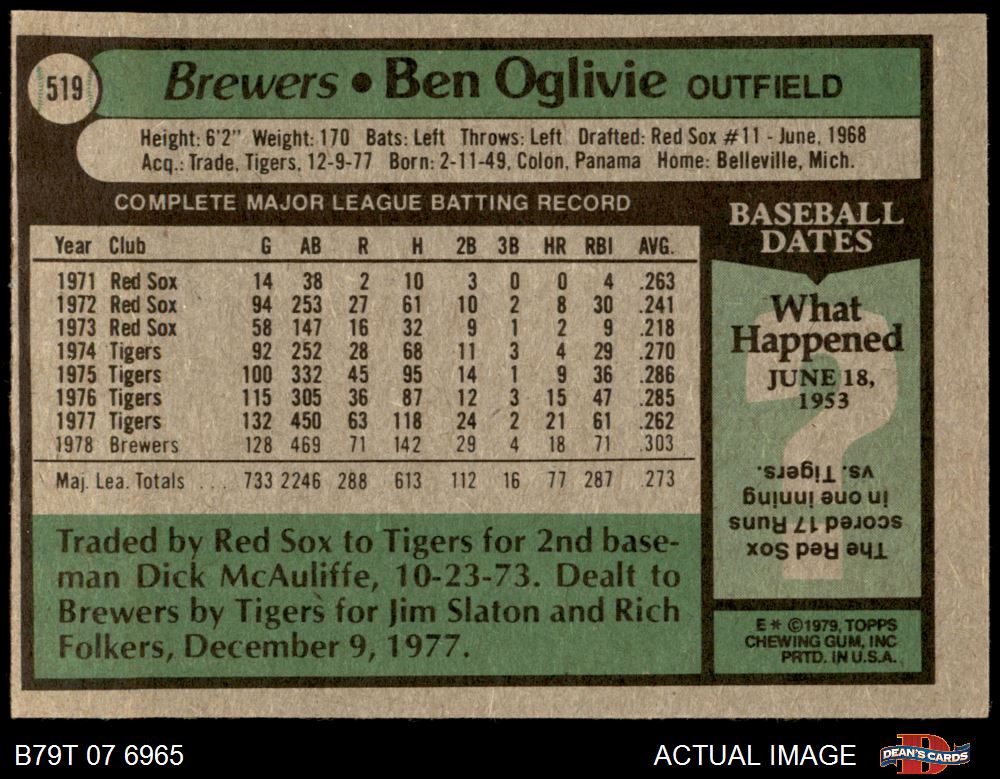 519
Brewers • Ben Oglivie OUTFIELD
Height: 6'2" Weight: 170 Bats: Left Throws: Left Drafted: Red Sox #11 - June, 1968
Acq.: Trade, Tigers, 12-9-77 Born: 2-11-49, Colon, Panama Home: Belleville, Mich.
COMPLETE MAJOR LEAGUE BATTING RECORD
Year Club G AB R H 2B 3B HR RBI AVG.
1971 Red Sox 14 38 2 10 3 0 0 4 .263
1972 Red Sox 94 253 27 61 10 2 8 30 .241
1973 Red Sox 58 147 16 32 9 1 2 9 .218
1974 Tigers 92 252 28 68 11 3 4 29 .270
1975 Tigers 100 332 45 95 14 1 9 36 .286
1976 Tigers 115 305 36 87 12 3 15 47 .285
1977 Tigers 132 450 63 118 24 2 21 61 .262
1978 Brewers 128 469 71 142 29 4 18 71 .303
Maj. Lea. Totals ... 733 2246 288 613 112 16 77 287 .273
Traded by Red Sox to Tigers for 2nd base-
man Dick McAuliffe, 10-23-73. Dealt to
Brewers by Tigers for Jim Slaton and Rich
Folkers, December 9, 1977.
BASEBALL
DATES
What
Happened
JUNE 18,
1953
?
The Red Sox
scored 17 Runs
in one inning
vs. Tigers.
E * ©1979, TOPPS
CHEWING GUM, INC
PRTD. IN U.S.A.
B79T 07 6965
ACTUAL IMAGE
D
DEAN'S CARDS